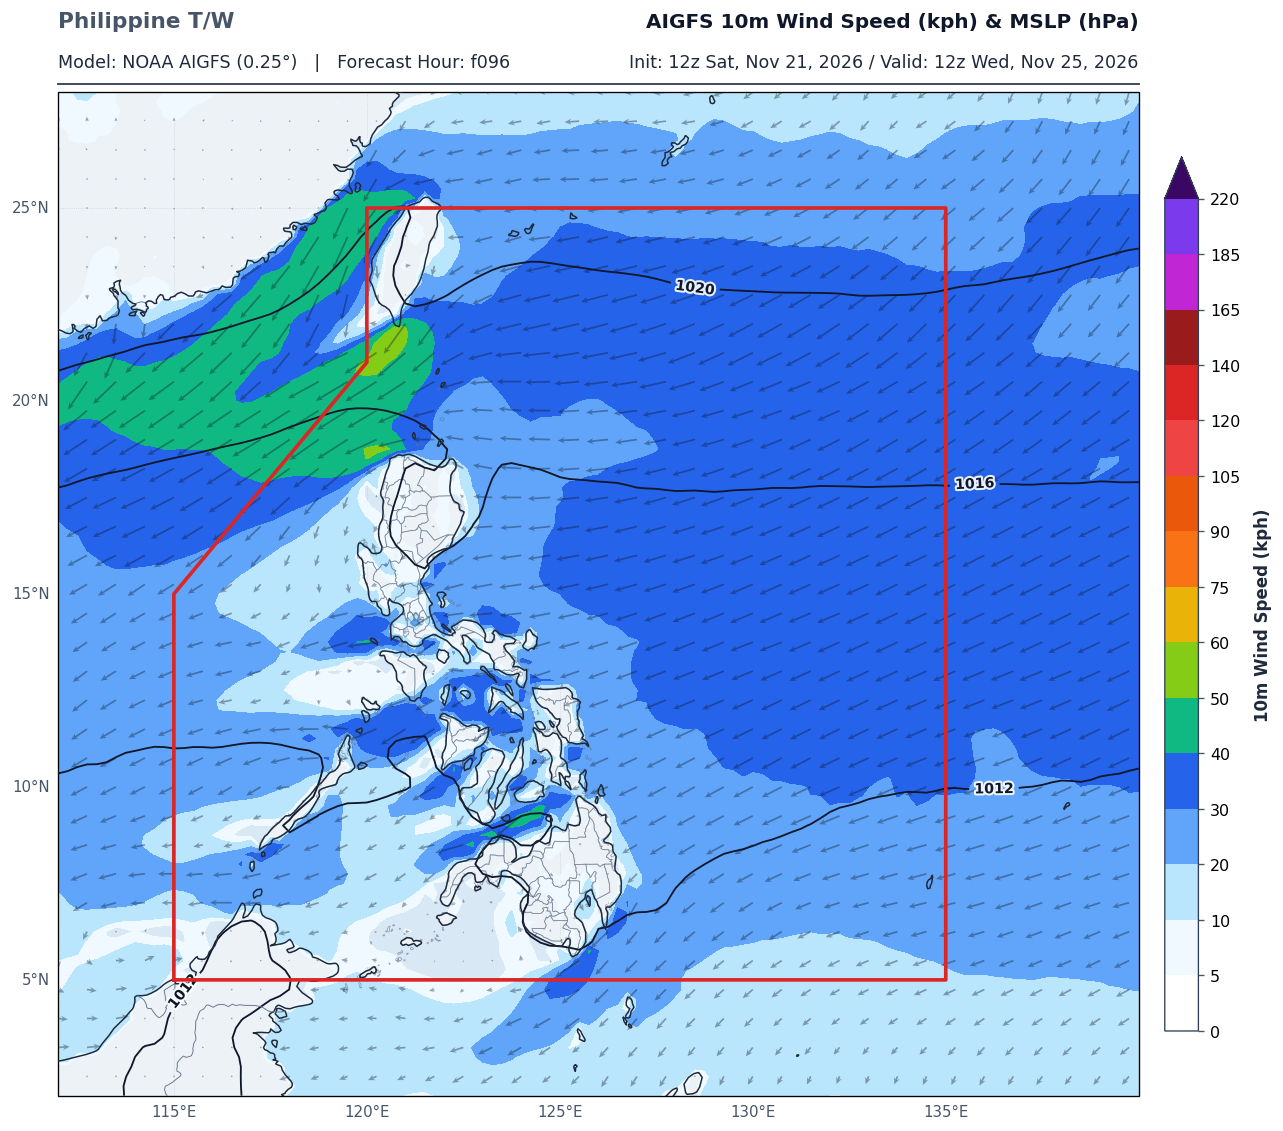 Philippine T/W
AIGFS 10m Wind Speed (kph) & MSLP (hPa)
Model: NOAA AIGFS (0.25°) | Forecast Hour: f096
Init: 12z Sat, Nov 21, 2026 / Valid: 12z Wed, Nov 25, 2026
25°N
20°N
15°N
10°N
5°N
115°E
120°E
125°E
130°E
135°E
1020
1016
1012
1012
220
185
165
140
120
105
90
75
60
50
40
30
20
10
5
0
10m Wind Speed (kph)